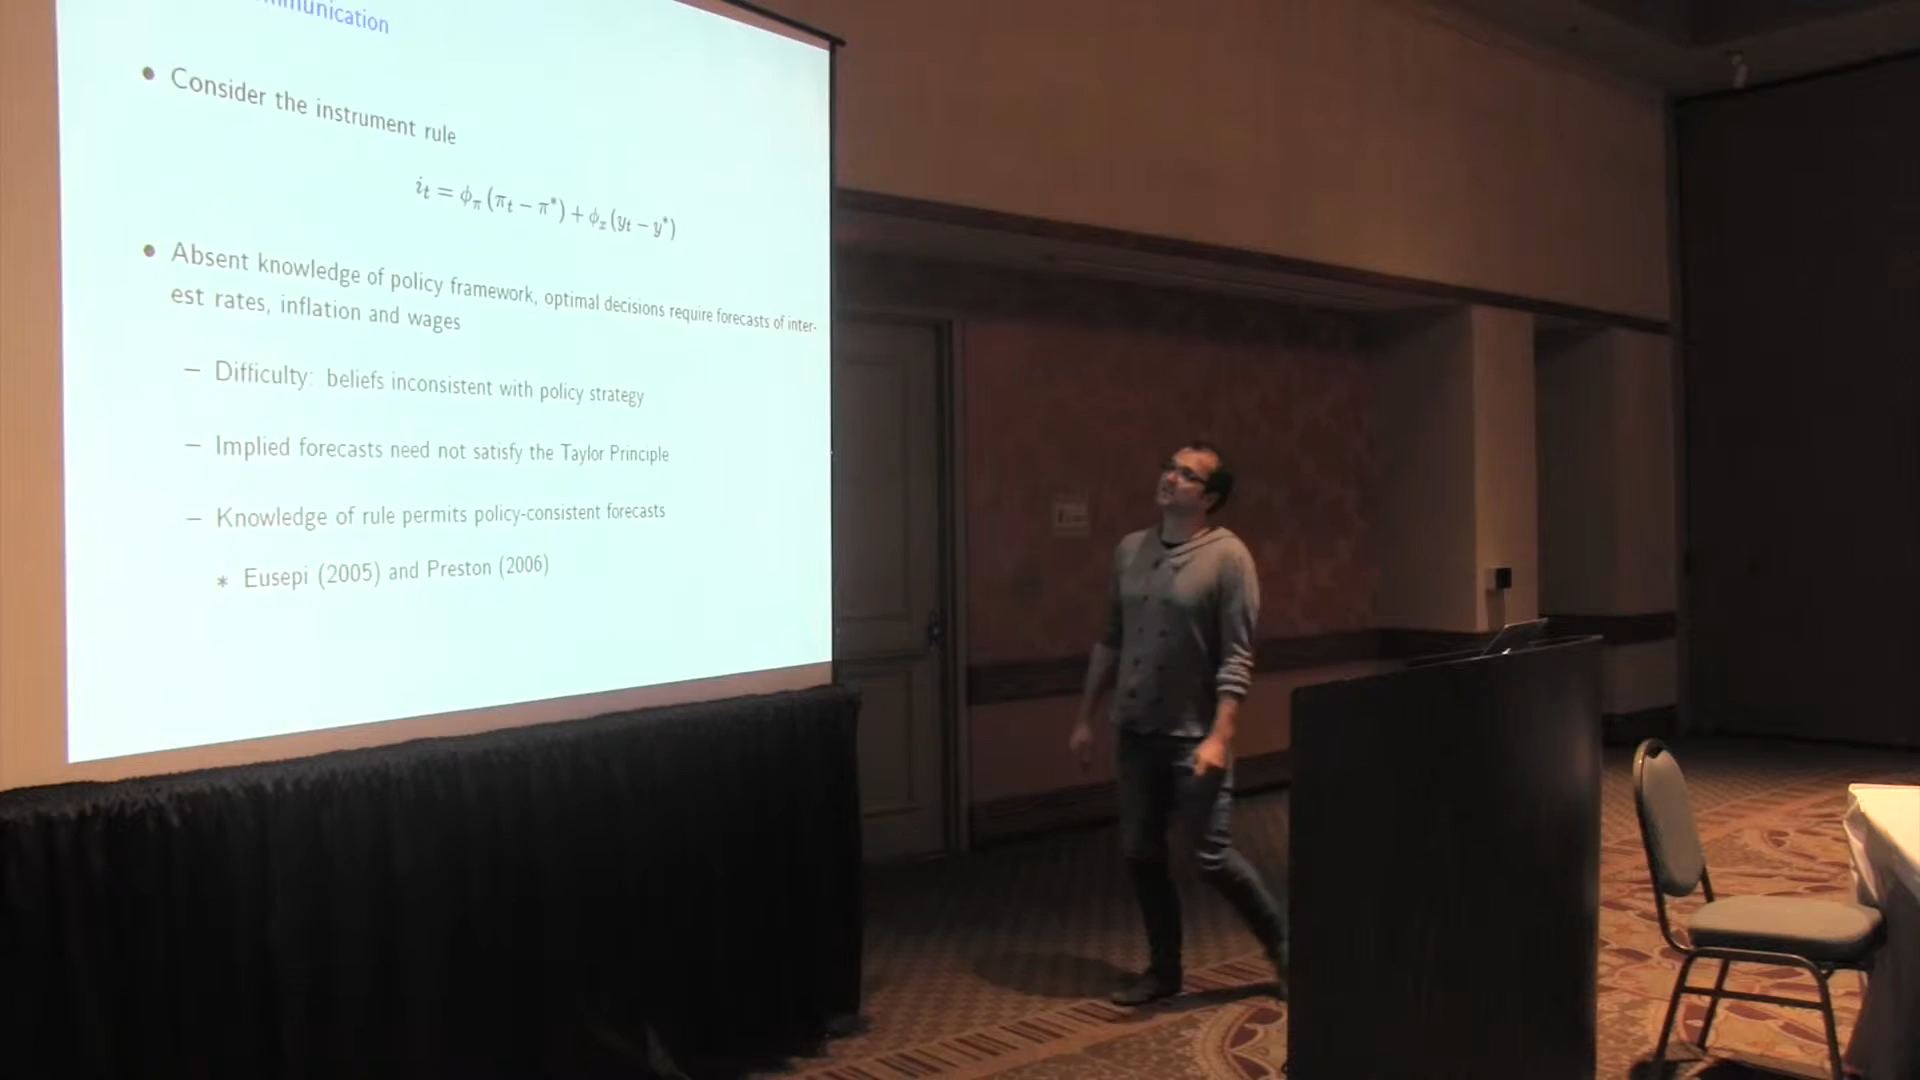 mmunication
• Consider the instrument rule
i_t = ϕ_π (π_t − π*) + ϕ_x (y_t − y*)
• Absent knowledge of policy framework, optimal decisions require forecasts of inter-
est rates, inflation and wages
– Difficulty: beliefs inconsistent with policy strategy
– Implied forecasts need not satisfy the Taylor Principle
– Knowledge of rule permits policy-consistent forecasts
* Eusepi (2005) and Preston (2006)